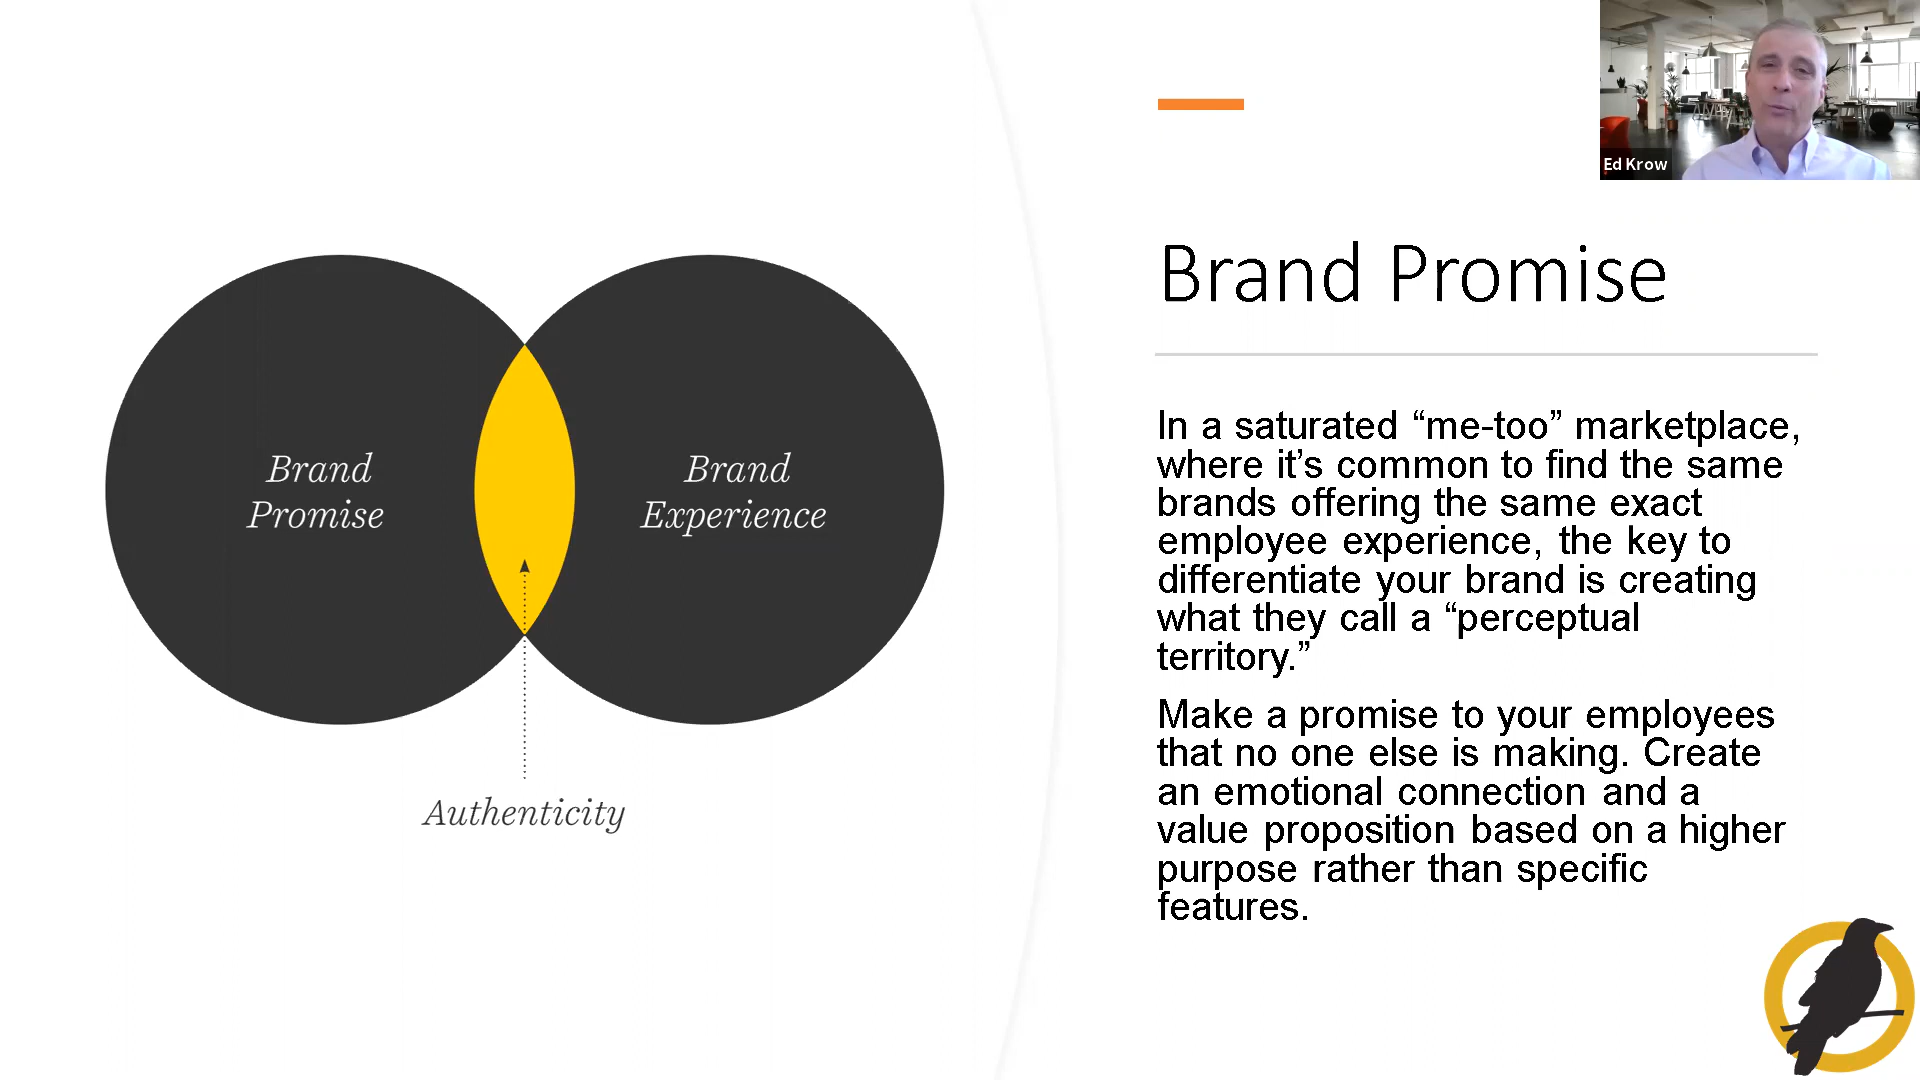 Ed Krow
Brand Promise
Brand
Promise
Brand
Experience
Authenticity
In a saturated “me-too” marketplace,
where it’s common to find the same
brands offering the same exact
employee experience, the key to
differentiate your brand is creating
what they call a “perceptual
territory.”
Make a promise to your employees
that no one else is making. Create
an emotional connection and a
value proposition based on a higher
purpose rather than specific
features.